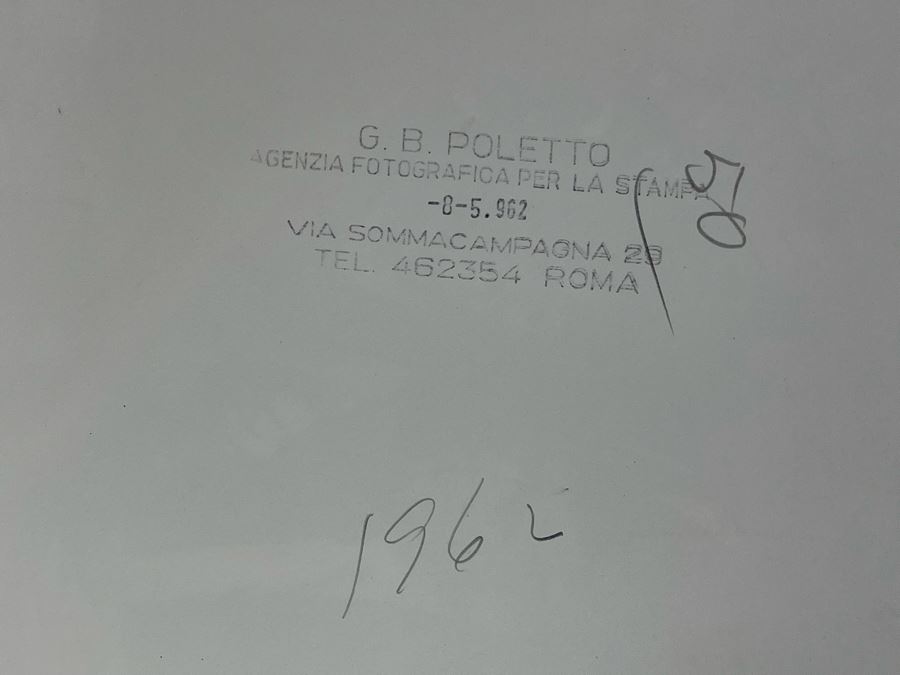 G. B. POLETTO
AGENZIA FOTOGRAFICA PER LA STAMPA
-8-5.962
VIA SOMMACAMPAGNA 29
TEL. 462354 ROMA
1962